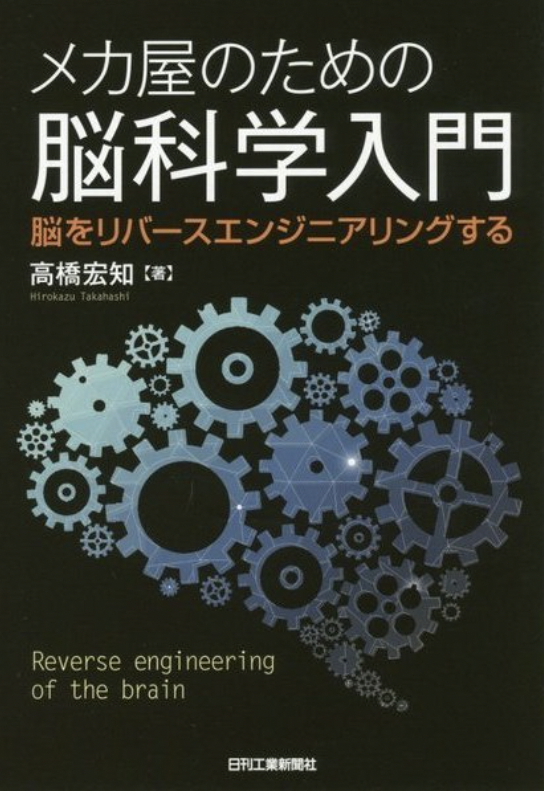 メカ屋のための
脳科学入門
脳をリバースエンジニアリングする
高橋宏知【著】
Hirokazu Takahashi
Reverse engineering
of the brain
日刊工業新聞社